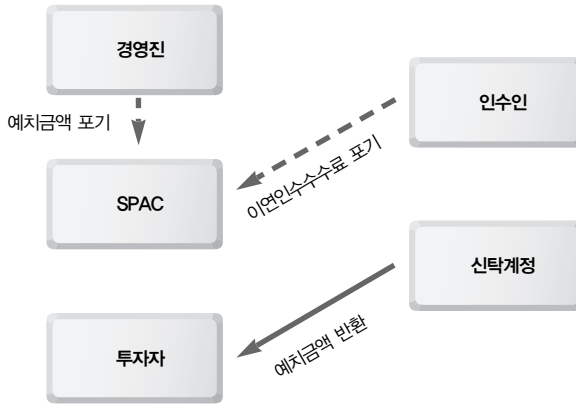 경영진
인수인
예치금액 포기
이연인수수수료 포기
SPAC
신탁계정
예치금액 반환
투자자